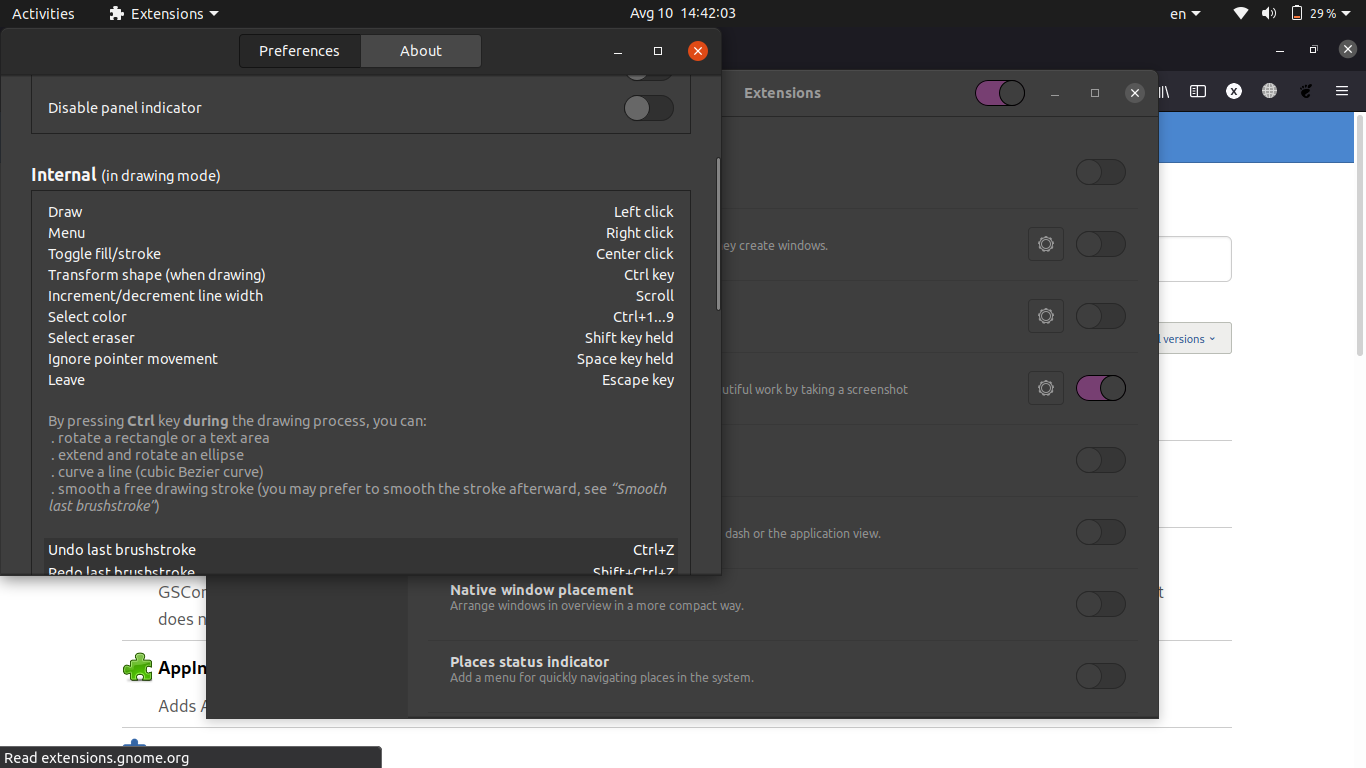 Activities
Extensions
Avg 10 14:42:03
en
29 %
Preferences
About
Disable panel indicator
Internal (in drawing mode)
Draw Left click
Menu Right click
Toggle fill/stroke Center click
Transform shape (when drawing) Ctrl key
Increment/decrement line width Scroll
Select color Ctrl+1...9
Select eraser Shift key held
Ignore pointer movement Space key held
Leave Escape key
By pressing Ctrl key during the drawing process, you can:
. rotate a rectangle or a text area
. extend and rotate an ellipse
. curve a line (cubic Bezier curve)
. smooth a free drawing stroke (you may prefer to smooth the stroke afterward, see “Smooth
last brushstroke”)
Undo last brushstroke Ctrl+Z
Redo last brushstroke Shift+Ctrl+Z
Extensions
ey create windows.
utiful work by taking a screenshot
dash or the application view.
Native window placement
Arrange windows in overview in a more compact way.
Places status indicator
Add a menu for quickly navigating places in the system.
versions
GSCor
does n
AppIn
Adds A
Read extensions.gnome.org